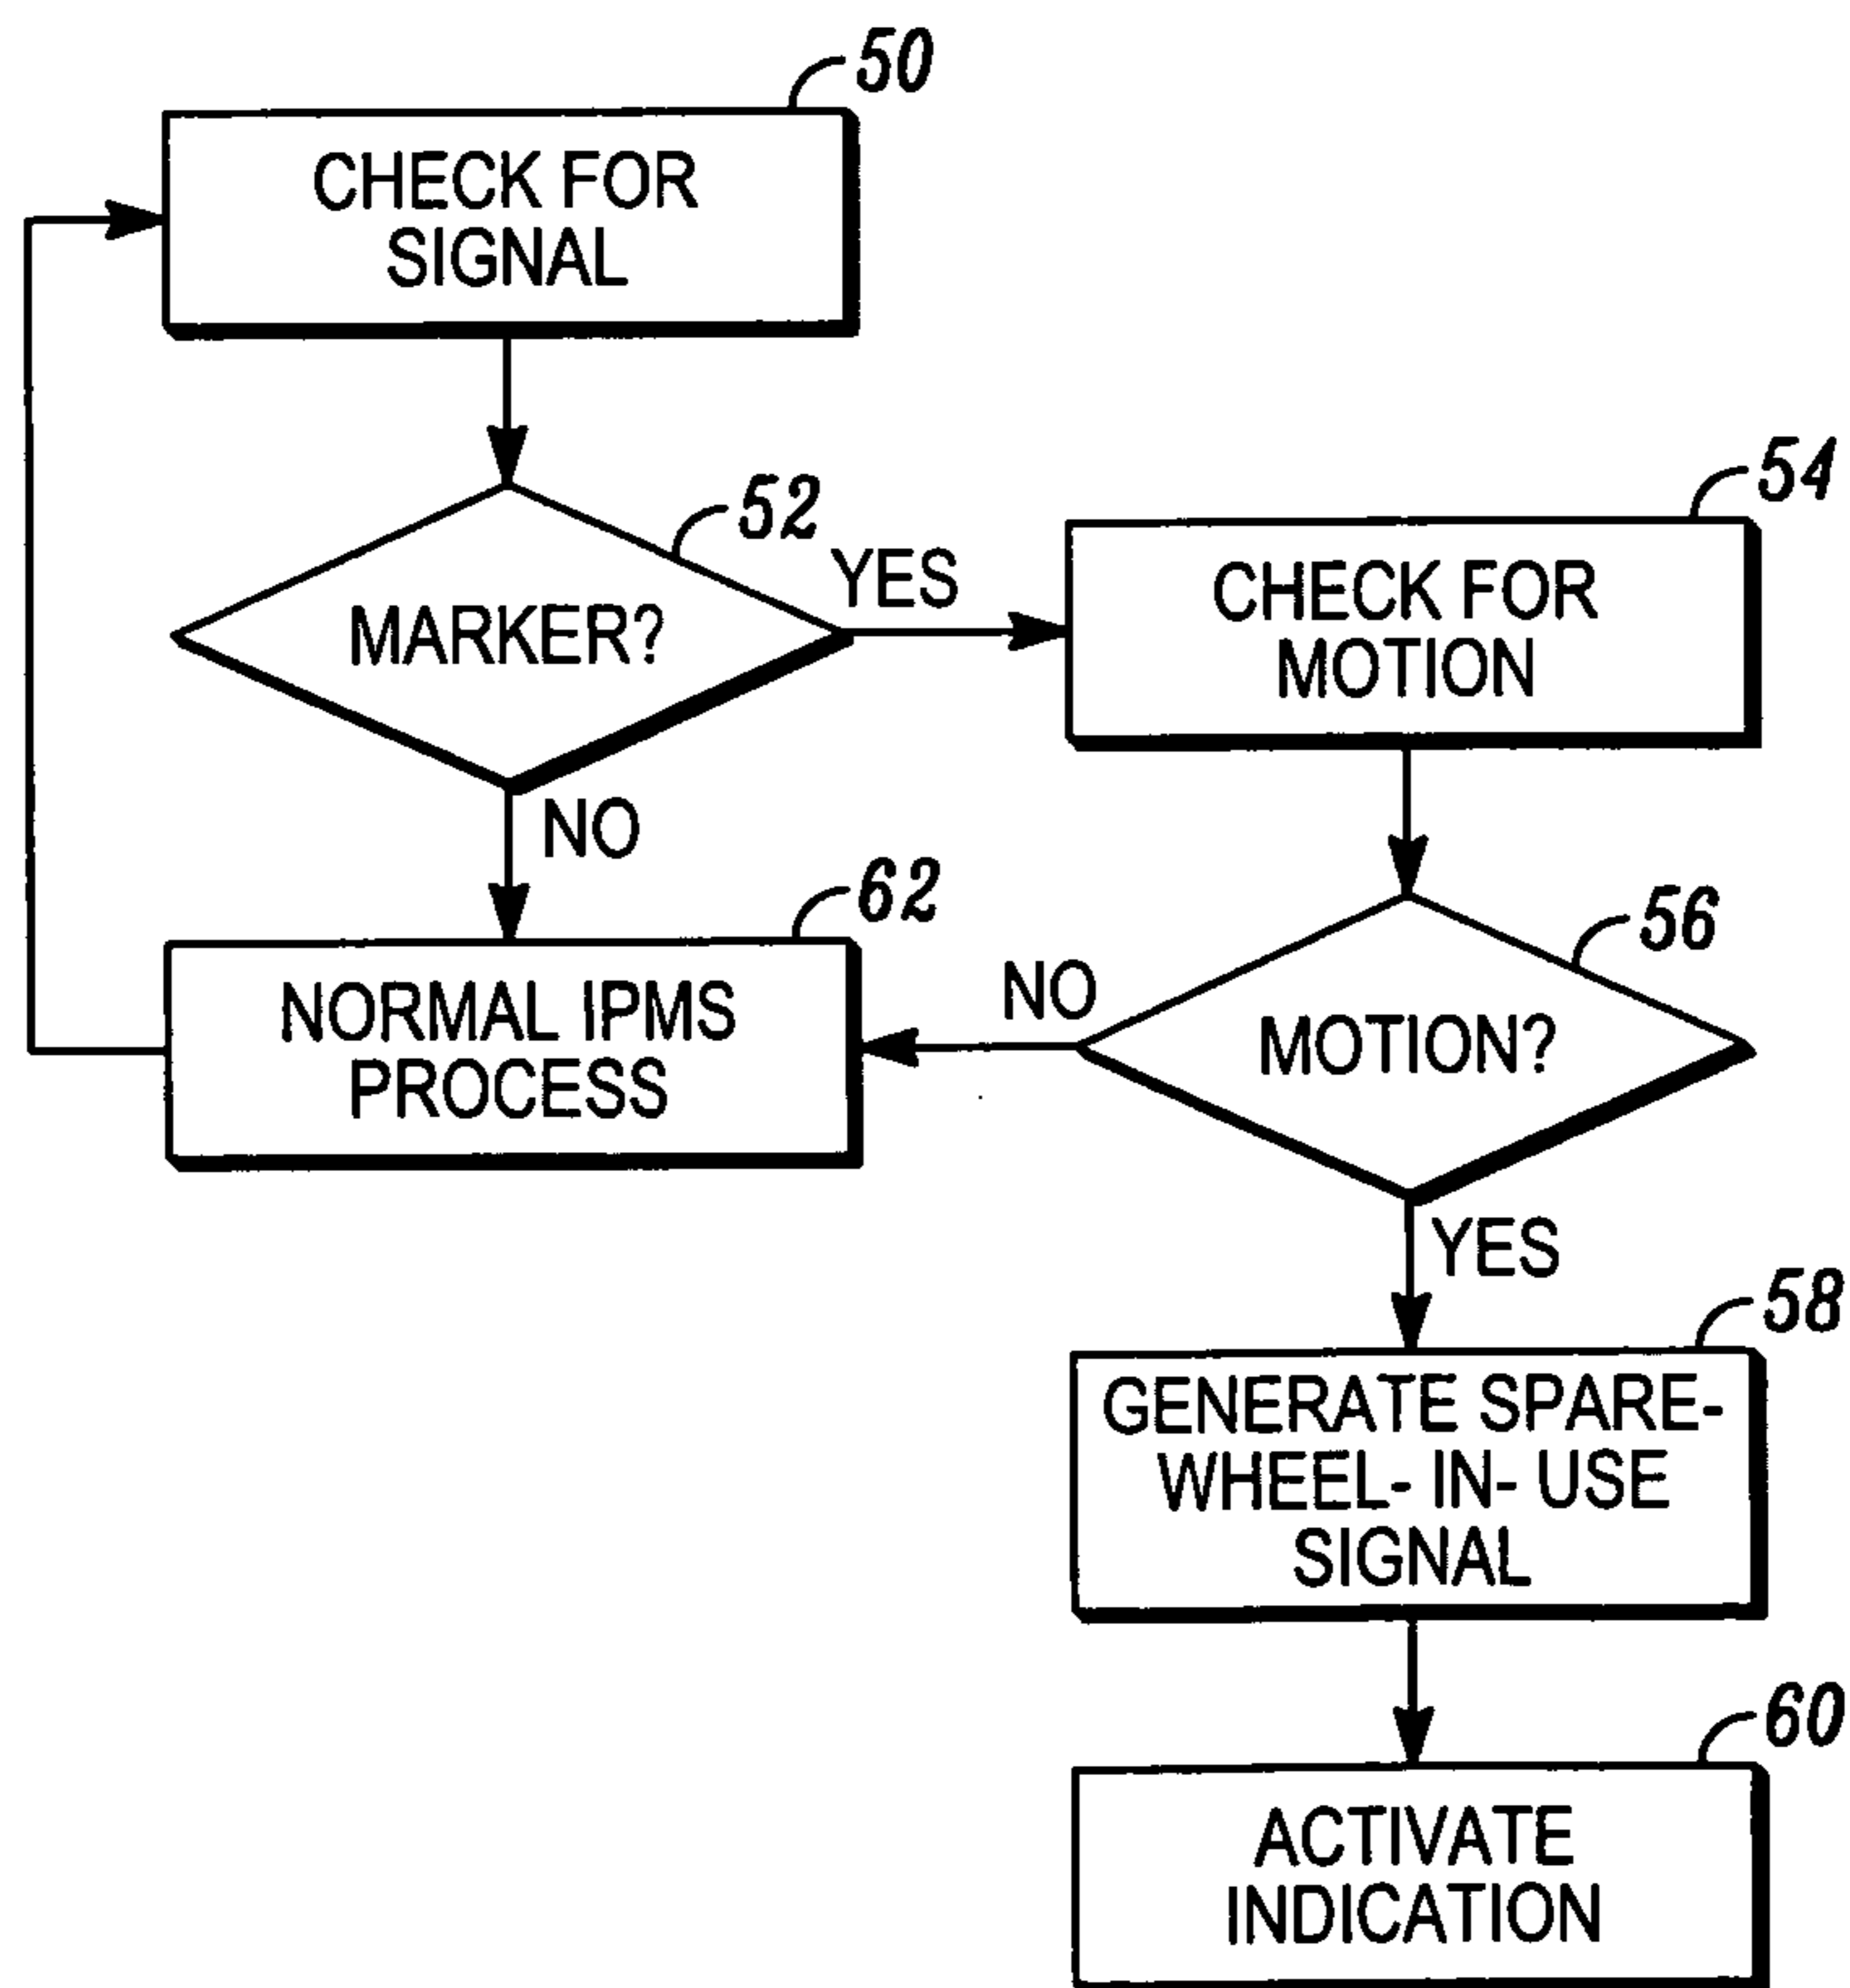 50
CHECK FOR
SIGNAL
52
MARKER?
YES
NO
54
CHECK FOR
MOTION
56
MOTION?
NO
YES
62
NORMAL IPMS
PROCESS
58
GENERATE SPARE-
WHEEL- IN- USE
SIGNAL
60
ACTIVATE
INDICATION